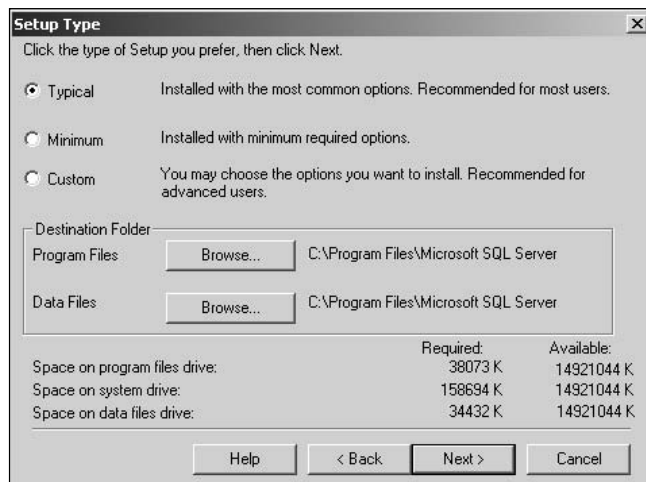 Setup Type
Click the type of Setup you prefer, then click Next.
Typical Installed with the most common options. Recommended for most users.
Minimum Installed with minimum required options.
Custom You may choose the options you want to install. Recommended for
advanced users.
Destination Folder
Program Files Browse... C:\Program Files\Microsoft SQL Server
Data Files Browse... C:\Program Files\Microsoft SQL Server
Required: Available:
Space on program files drive: 38073 K 14921044 K
Space on system drive: 158694 K 14921044 K
Space on data files drive: 34432 K 14921044 K
Help < Back Next > Cancel